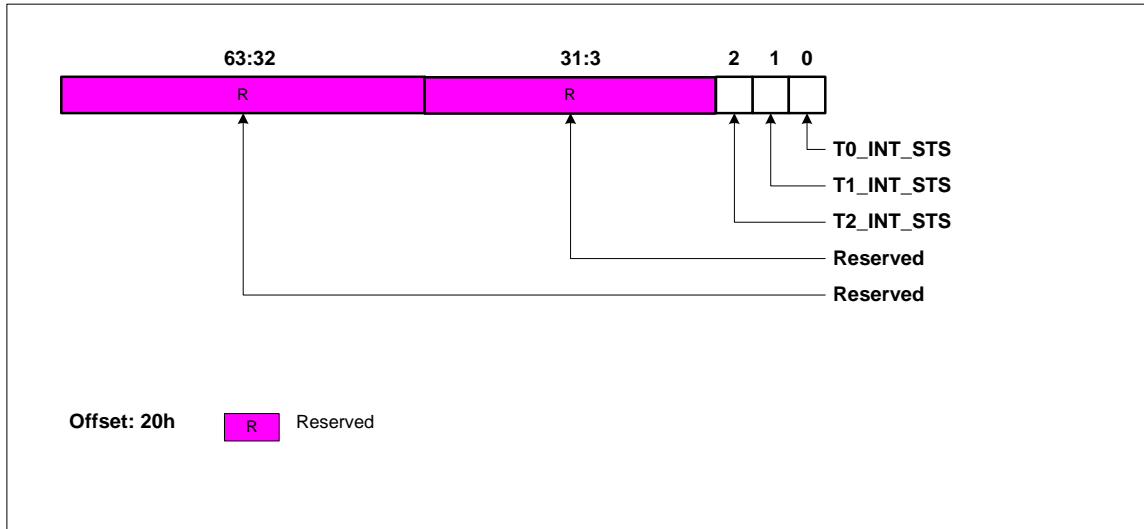 63:32 31:3 2 1 0
R R
T0_INT_STS
T1_INT_STS
T2_INT_STS
Reserved
Reserved
Offset: 20h R Reserved